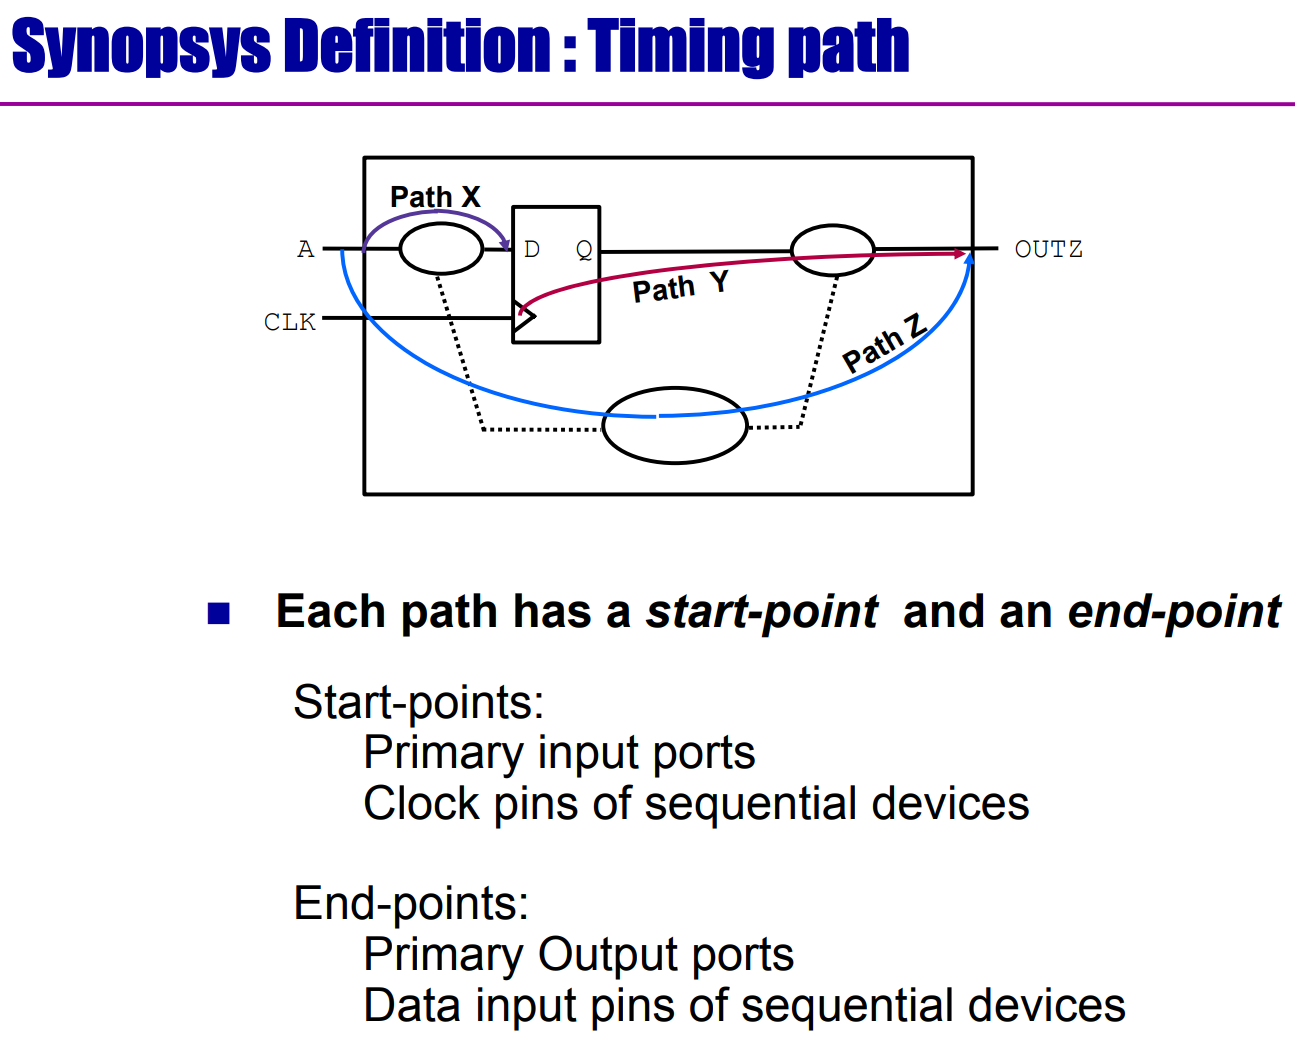 Synopsys Definition : Timing path
Path X
A
D
Q
OUTZ
Path Y
CLK
Path Z
Each path has a start-point and an end-point
Start-points:
Primary input ports
Clock pins of sequential devices
End-points:
Primary Output ports
Data input pins of sequential devices